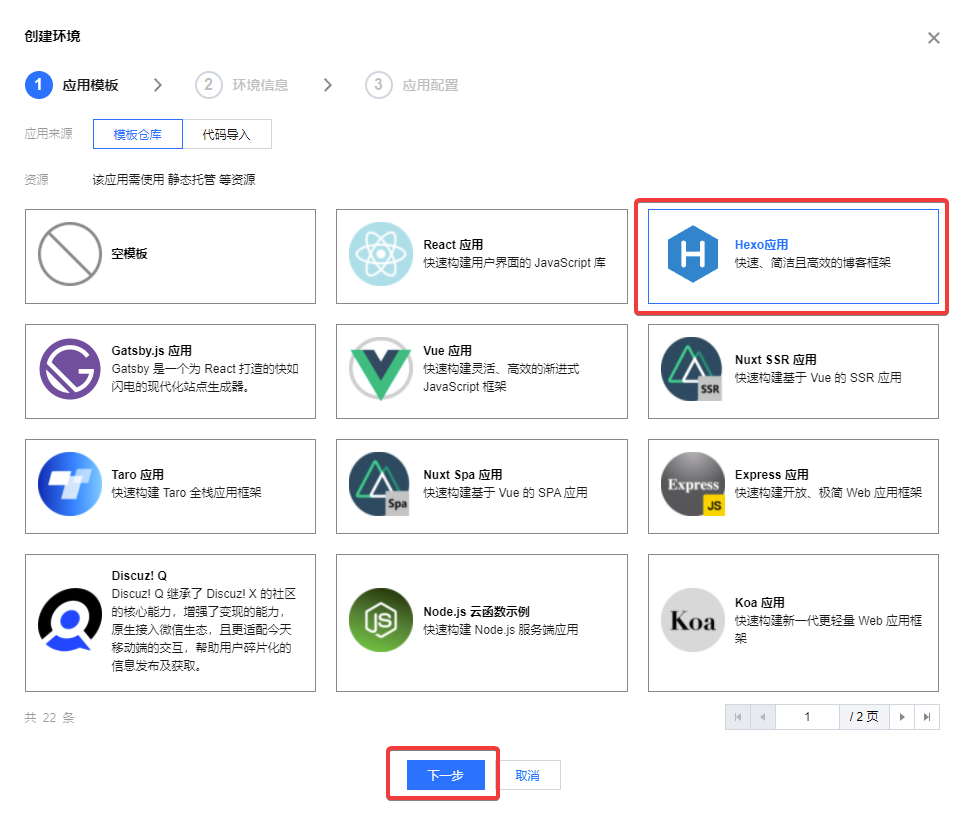 创建环境
1 应用模板 2 环境信息 3 应用配置
应用来源 模板仓库 代码导入
资源 该应用需使用 静态托管 等资源
空模板
React 应用
快速构建用户界面的 JavaScript 库
H
Hexo应用
快速、简洁且高效的博客框架
Gatsby.js 应用
Gatsby 是一个为 React 打造的快如
闪电的现代化站点生成器。
Vue 应用
快速构建灵活、高效的渐进式
JavaScript 框架
SSR
Nuxt SSR 应用
快速构建基于 Vue 的 SSR 应用
Taro 应用
快速构建 Taro 全栈应用框架
Spa
Nuxt Spa 应用
快速构建基于 Vue 的 SPA 应用
Express
JS
Express 应用
快速构建开放、极简 Web 应用框架
Discuz! Q
Discuz! Q 继承了 Discuz! X 的社区
的核心能力，增强了变现的能力，
原生接入微信生态，且更适配今天
移动端的交互，帮助用户碎片化的
信息发布及获取。
JS
Node.js 云函数示例
快速构建 Node.js 服务端应用
Koa
Koa 应用
快速构建新一代更轻量 Web 应用框
架
共 22 条
1 / 2 页
下一步 取消